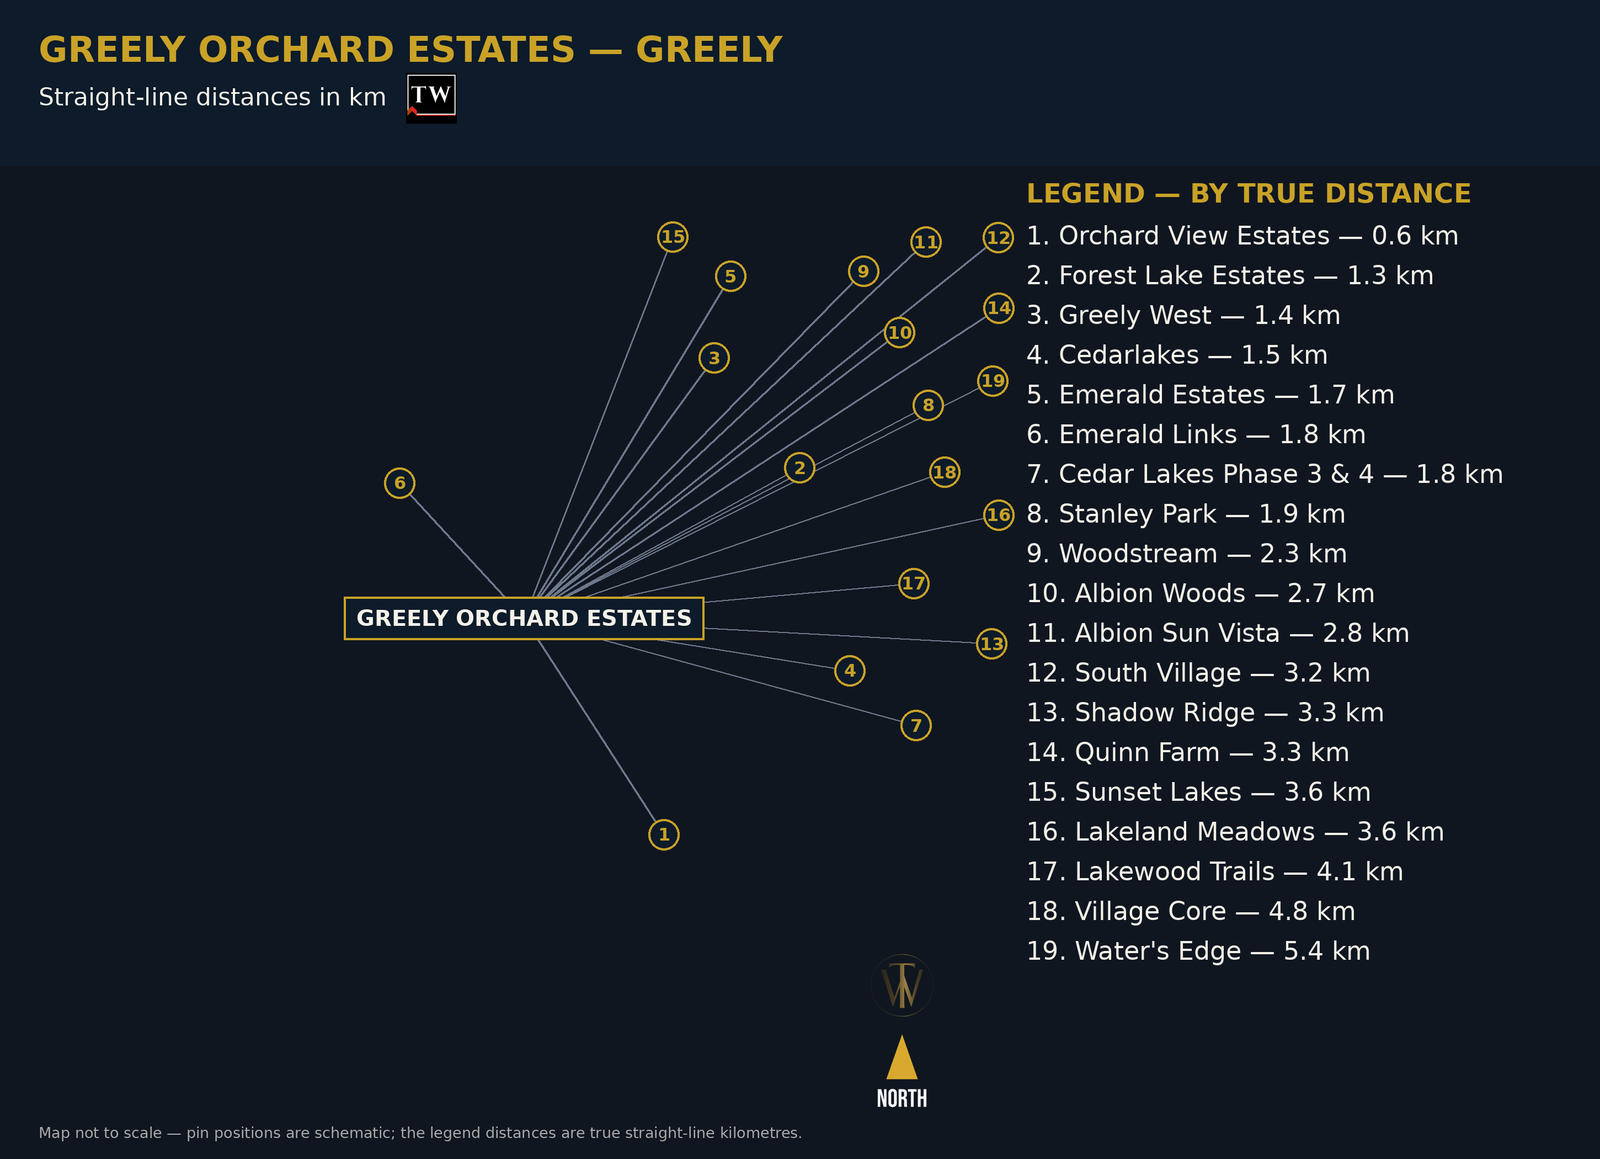 GREELY ORCHARD ESTATES — GREELY
Straight-line distances in km
TW
LEGEND — BY TRUE DISTANCE
1. Orchard View Estates — 0.6 km
2. Forest Lake Estates — 1.3 km
3. Greely West — 1.4 km
4. Cedarlakes — 1.5 km
5. Emerald Estates — 1.7 km
6. Emerald Links — 1.8 km
7. Cedar Lakes Phase 3 & 4 — 1.8 km
8. Stanley Park — 1.9 km
9. Woodstream — 2.3 km
10. Albion Woods — 2.7 km
11. Albion Sun Vista — 2.8 km
12. South Village — 3.2 km
13. Shadow Ridge — 3.3 km
14. Quinn Farm — 3.3 km
15. Sunset Lakes — 3.6 km
16. Lakeland Meadows — 3.6 km
17. Lakewood Trails — 4.1 km
18. Village Core — 4.8 km
19. Water's Edge — 5.4 km
15
11
12
5
9
14
10
3
19
8
2
18
6
16
17
GREELY ORCHARD ESTATES
13
4
7
1
TW
NORTH
Map not to scale — pin positions are schematic; the legend distances are true straight-line kilometres.